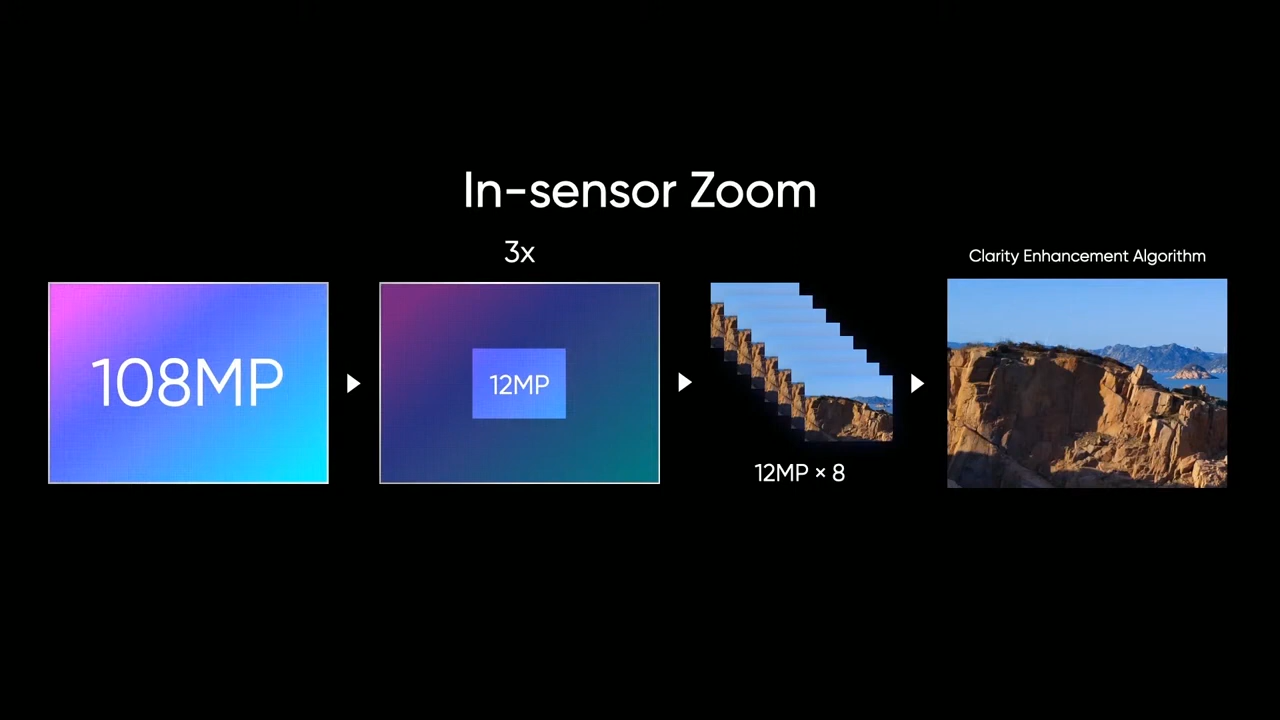 In-sensor Zoom
3x
Clarity Enhancement Algorithm
108MP
12MP
12MP × 8